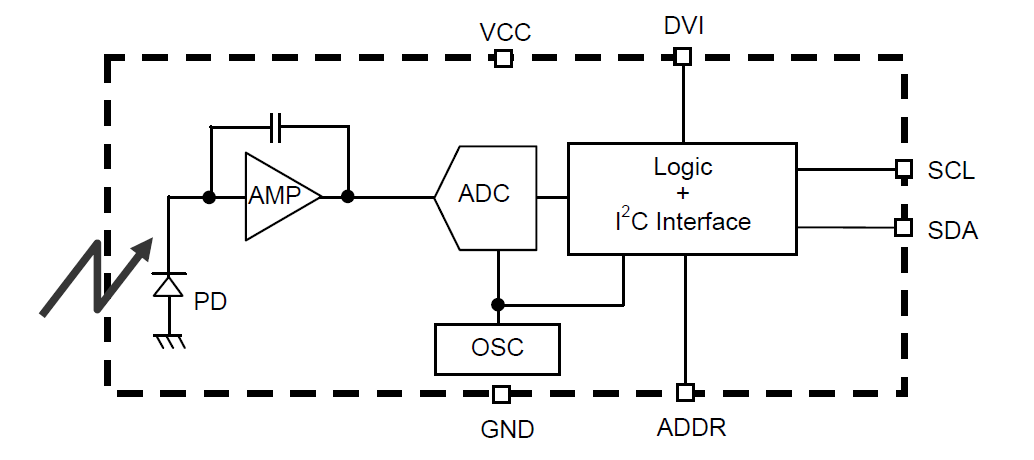 VCC
DVI
AMP
ADC
Logic
+
I²C Interface
SCL
SDA
PD
OSC
GND
ADDR